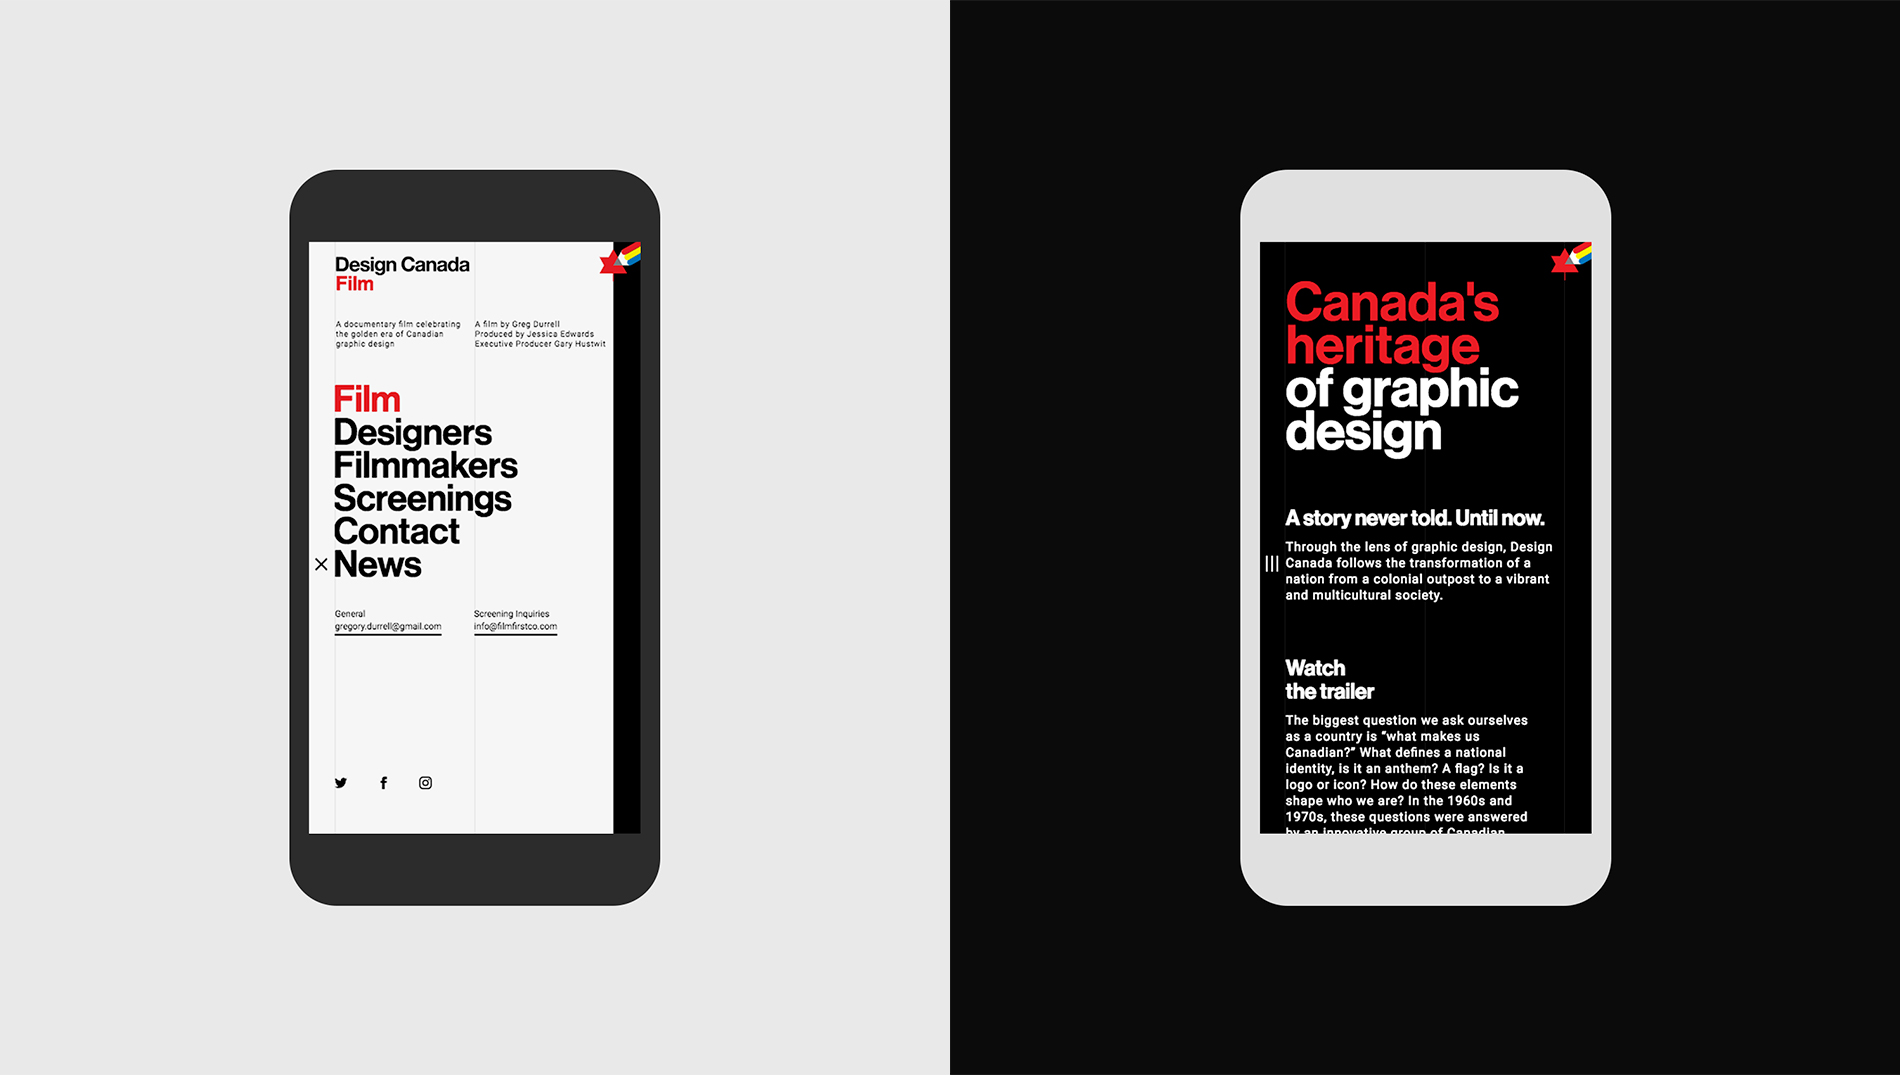 Design Canada
Film
A documentary film celebrating
the golden era of Canadian
graphic design
A film by Greg Durrell
Produced by Jessica Edwards
Executive Producer Gary Hustwit
Film
Designers
Filmmakers
Screenings
Contact
News
General
gregory.durrell@gmail.com
Screening Inquiries
info@filmfirstco.com
Canada's
heritage
of graphic
design
A story never told. Until now.
Through the lens of graphic design, Design
Canada follows the transformation of a
nation from a colonial outpost to a vibrant
and multicultural society.
Watch
the trailer
The biggest question we ask ourselves
as a country is “what makes us
Canadian?” What defines a national
identity, is it an anthem? A flag? Is it a
logo or icon? How do these elements
shape who we are? In the 1960s and
1970s, these questions were answered
by an innovative group of Canadian